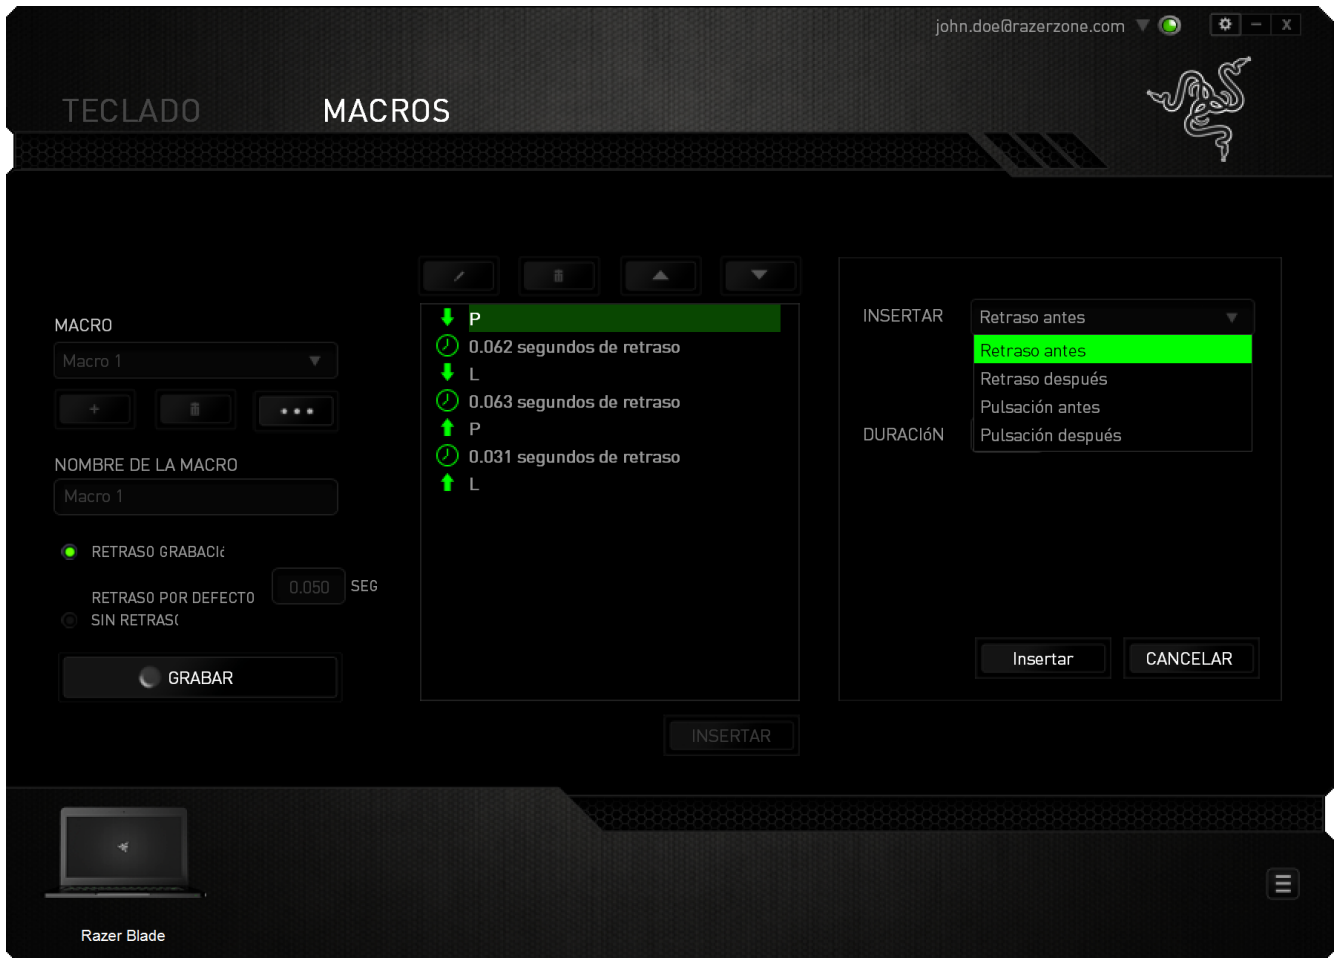 john.doe@razerzone.com
X
TECLADO
MACROS
MACRO
Macro 1
+
NOMBRE DE LA MACRO
Macro 1
RETRASO GRABACIó
RETRASO POR DEFECTO
0.050
SEG
SIN RETRASO
GRABAR
P
0.062 segundos de retraso
L
0.063 segundos de retraso
P
0.031 segundos de retraso
L
INSERTAR
INSERTAR
Retraso antes
Retraso antes
Retraso después
Pulsación antes
Pulsación después
DURACIóN
Insertar
CANCELAR
Razer Blade